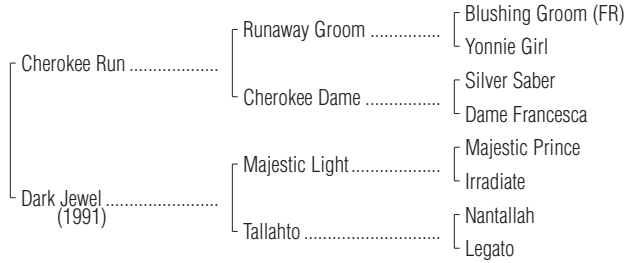 Blushing Groom (FR)
Runaway Groom ...............
Yonnie Girl
Cherokee Run ...................
Silver Saber
Cherokee Dame ................
Dame Francesca
Majestic Prince
Majestic Light...................
Irradiate
Dark Jewel ........................
(1991)
Nantallah
Tallahto .............................
Legato